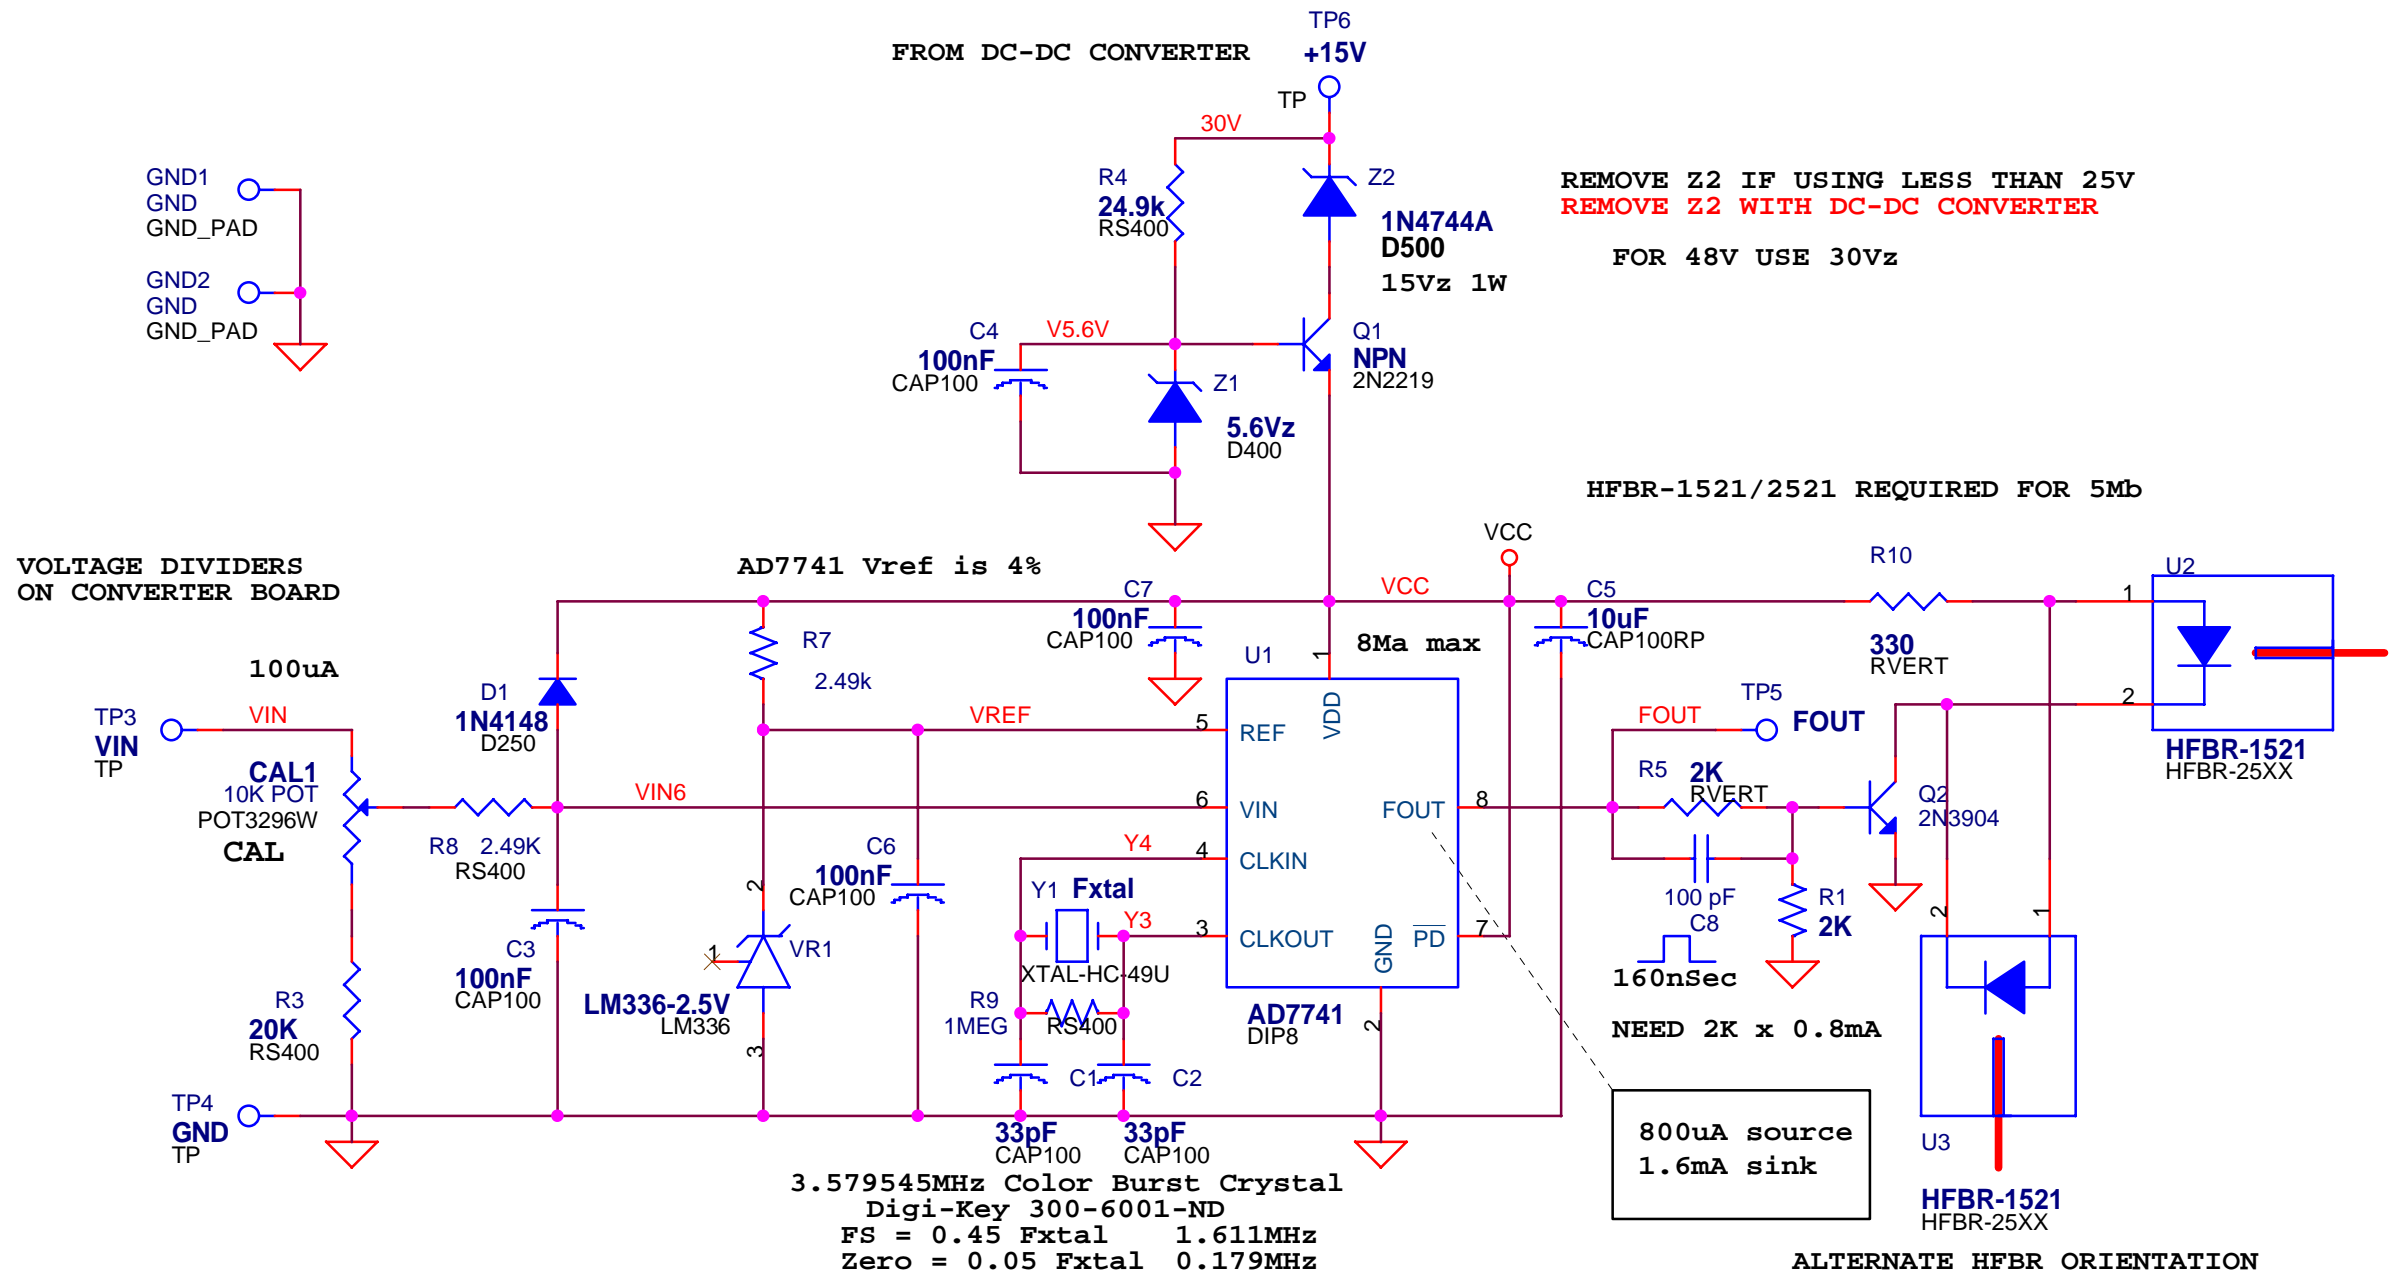 TP6
FROM DC-DC CONVERTER
+15V
TP
30V
GND1
GND
GND_PAD
GND2
GND
GND_PAD
R4
24.9k
RS400
Z2
1N4744A
D500
15Vz 1W
REMOVE Z2 IF USING LESS THAN 25V
REMOVE Z2 WITH DC-DC CONVERTER
FOR 48V USE 30Vz
C4
100nF
CAP100
V5.6V
Q1
NPN
2N2219
Z1
5.6Vz
D400
HFBR-1521/2521 REQUIRED FOR 5Mb
VOLTAGE DIVIDERS
ON CONVERTER BOARD
AD7741 Vref is 4%
VCC
VCC
C7
100nF
CAP100
C5
10uF
CAP100RP
8Ma max
R10
330
RVERT
U2
1
2
HFBR-1521
HFBR-25XX
100uA
TP3
VIN
TP
VIN
CAL1
10K POT
POT3296W
CAL
D1
1N4148
D250
R7
2.49k
VREF
VIN6
R8 2.49K
RS400
U1
1
VDD
5
REF
6
VIN
4
CLKIN
3
CLKOUT
GND
2
PD
7
FOUT
8
AD7741
DIP8
FOUT
TP5
FOUT
R5
2K
RVERT
Q2
2N3904
100 pF
C8
R1
2K
160nSec
NEED 2K x 0.8mA
C3
100nF
CAP100
2
1
VR1
LM336-2.5V
LM336
3
C6
100nF
CAP100
Y4
Y1
Fxtal
Y3
XTAL-HC-49U
R9
1MEG
RS400
C1
C2
33pF
CAP100
33pF
CAP100
R3
20K
RS400
TP4
GND
TP
2
1
U3
HFBR-1521
HFBR-25XX
800uA source
1.6mA sink
3.579545MHz Color Burst Crystal
Digi-Key 300-6001-ND
FS = 0.45 Fxtal 1.611MHz
Zero = 0.05 Fxtal 0.179MHz
ALTERNATE HFBR ORIENTATION